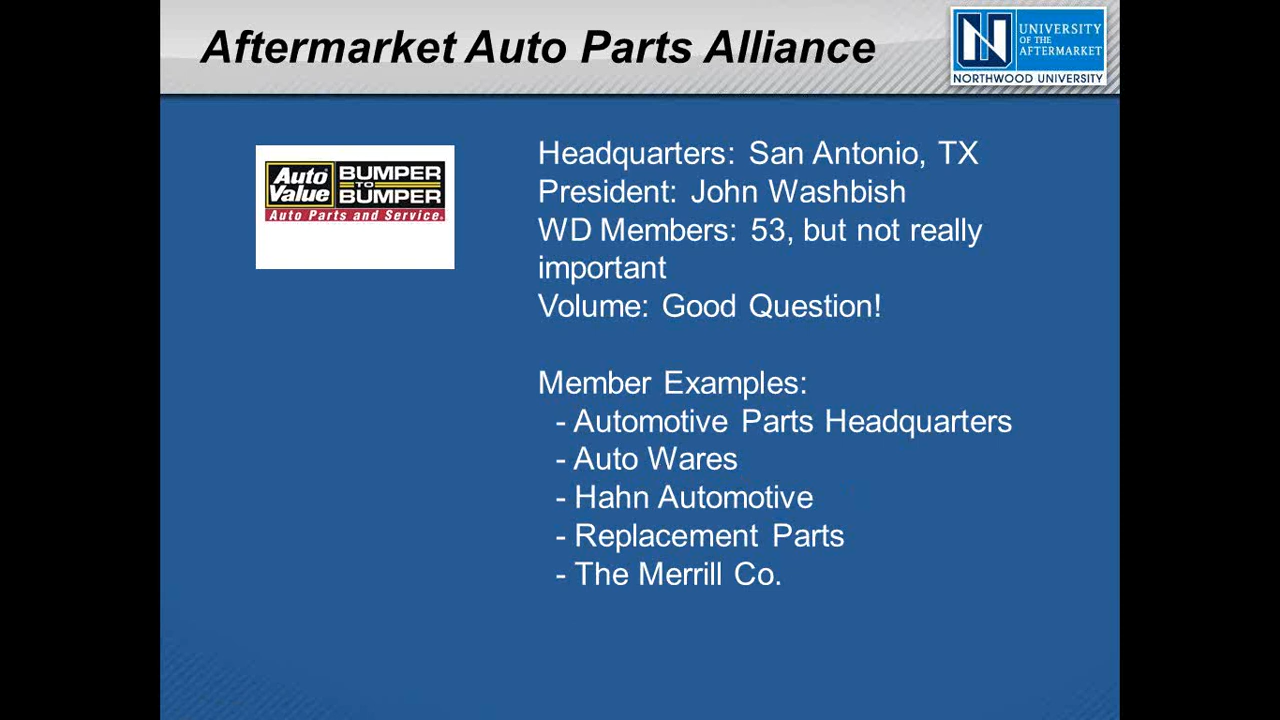 Aftermarket Auto Parts Alliance
N UNIVERSITY
OF THE
AFTERMARKET
NORTHWOOD UNIVERSITY
Auto Value
BUMPER
TO
BUMPER
Auto Parts and Service.
Headquarters: San Antonio, TX
President: John Washbish
WD Members: 53, but not really
important
Volume: Good Question!
Member Examples:
- Automotive Parts Headquarters
- Auto Wares
- Hahn Automotive
- Replacement Parts
- The Merrill Co.